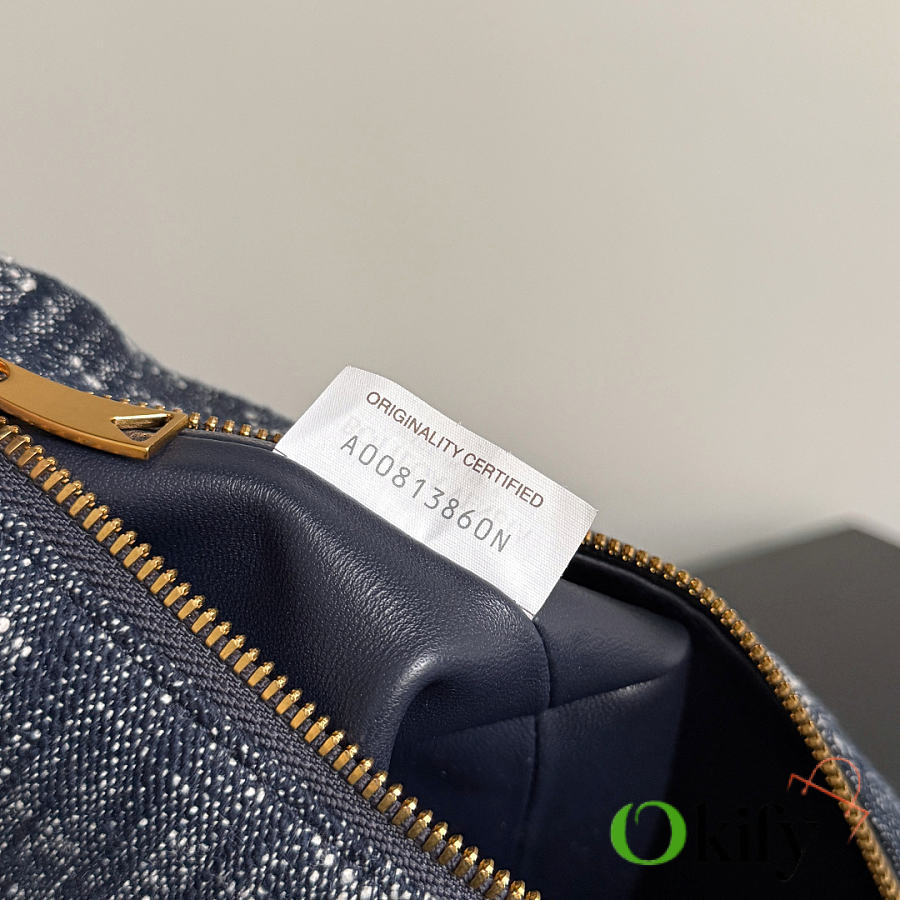 ORIGINALITY CERTIFIED
A00813860N
Okify